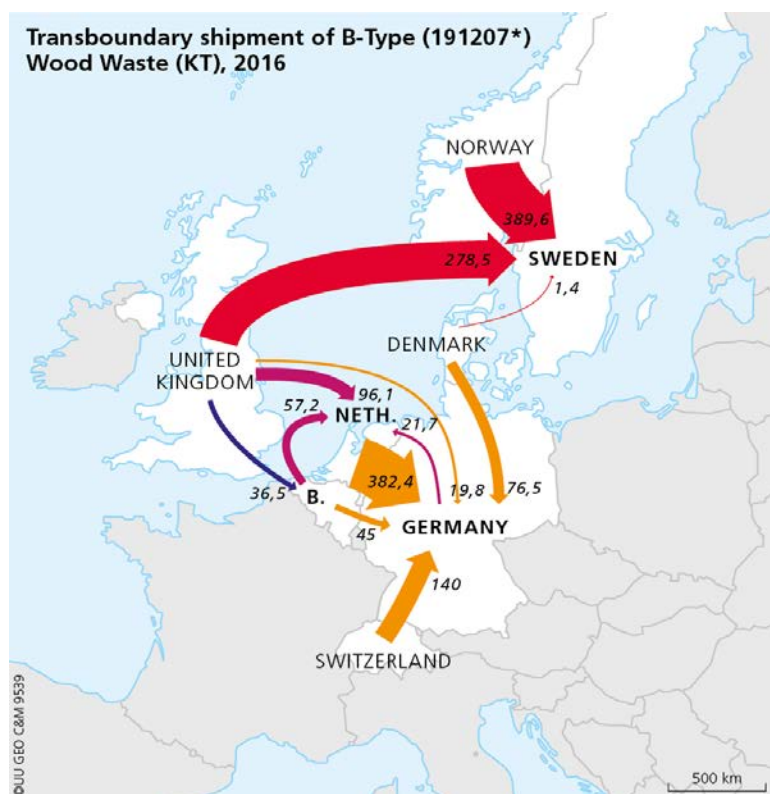 Transboundary shipment of B-Type (191207*)
Wood Waste (KT), 2016
NORWAY
389,6
278,5
SWEDEN
1,4
DENMARK
UNITED
KINGDOM
96,1
57,2
NETH.
21,7
382,4
19,8
76,5
36,5
B.
45
GERMANY
140
SWITZERLAND
©UU GEO C&M 9539
500 km